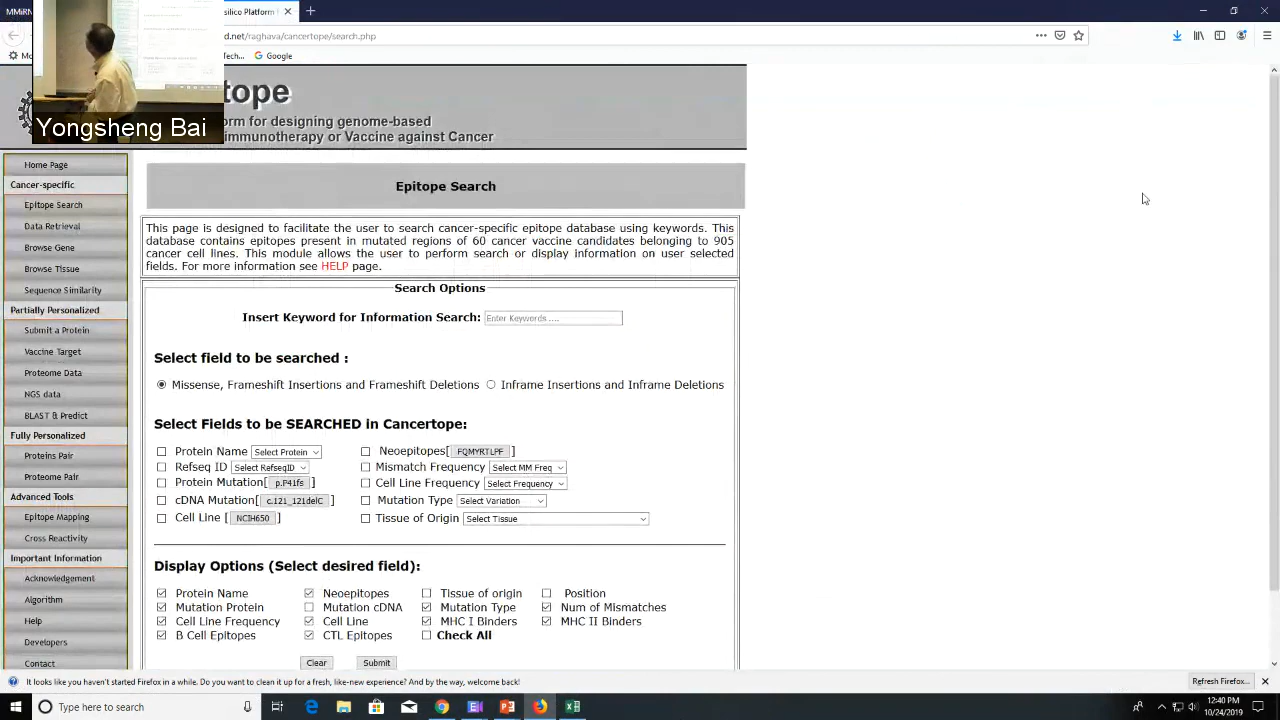 MMiRN
silico Platform
d.net/raghava/cancertope/search.php
Tech...
Google
tope
orm for designing genome-based
immunotherapy or Vaccine against Cancer
Yongsheng Bai
Home Page
Cancer-specific
Epitope Search
Data Retrieval
Browse Gene
Browse Tissue
Sequence Similarity
Partially Personalized
Submit a Protein
Vaccine Target
Proteome Data
NGS data
BLAST & Predict
Fully Personalized
Proteins Pair
Proteome Pair
Advanced Tools
Epitope Mapping
Cross Reactivity
Important Information
Acknowledgement
Algorithm
Help
Developers
Contact
Epitope Search
This page is designed to facilitate the user to search cancer-specific epitope database using keywords. This
database contains epitopes present in mutated regions of 60 cancer vaccine candidates belonging to 905
cancer cell lines. This module allows the user to perform search or display information on user selected
fields. For more information see HELP page.
Search Options
Insert Keyword for Information Search: Enter Keywords ....
Select field to be searched :
Missense, Frameshift Insertions and Frameshift Deletions Inframe Insertions and Inframe Deletions
Select Fields to be SEARCHED in Cancertope:
Protein Name Select Protein Neoepitopes[ FQMYRTLPF ]
Refseq ID Select RefseqID Mismatch Frequency Select MM Freq
Protein Mutation[ p.P41fs ] Cell Line Frequency Select Frequency
cDNA Mutation[ c.121_121delC ] Mutation Type Select Variation
Cell Line [ NCIH650 ] Tissue of Origin Select Tissue
Display Options (Select desired field):
Protein Name Neoepitopes Tissue of origin Position
Mutation Protein Mutation cDNA Mutation Type Num of Mismatches
Cell Line Frequency Cell Line MHC I Binders MHC II Binders
B Cell Epitopes CTL Epitopes Check All
Clear Submit
It looks like you haven't started Firefox in a while. Do you want to clean it up for a fresh, like-new experience? And by the way, welcome back!
Refresh Firefox...
Type here to search
12:40 PM
10/24/2019